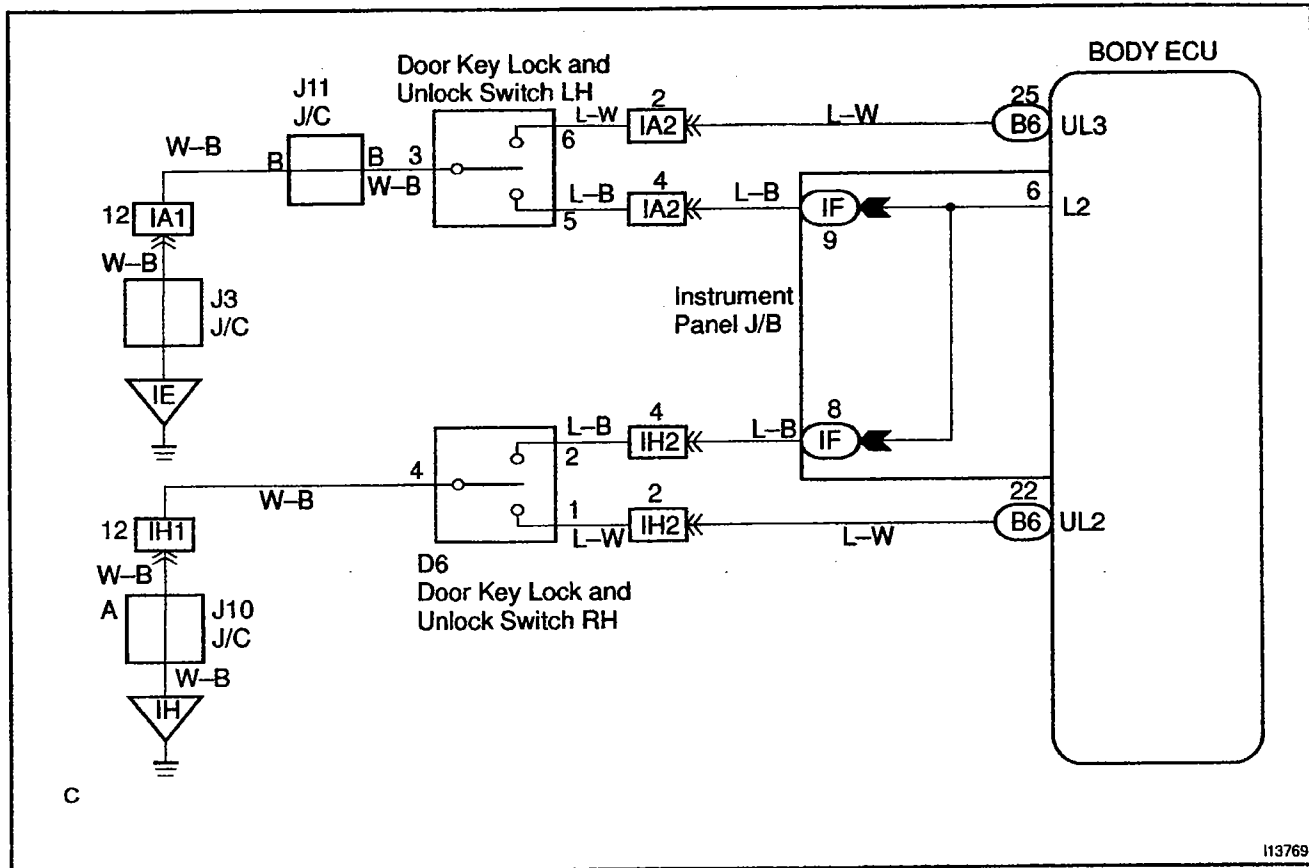 BODY ECU
Door Key Lock and
Unlock Switch LH
J11
J/C
L–W
2
IA2
L–W
25
B6
UL3
W–B
B
B
W–B
3
6
L–B
5
4
IA2
L–B
IF
9
6
L2
12
IA1
W–B
J3
J/C
IE
Instrument
Panel J/B
L–B
2
4
IH2
L–B
8
IF
4
W–B
1
L–W
2
IH2
L–W
22
B6
UL2
12
IH1
W–B
A
J10
J/C
W–B
IH
D6
Door Key Lock and
Unlock Switch RH
C
I13769